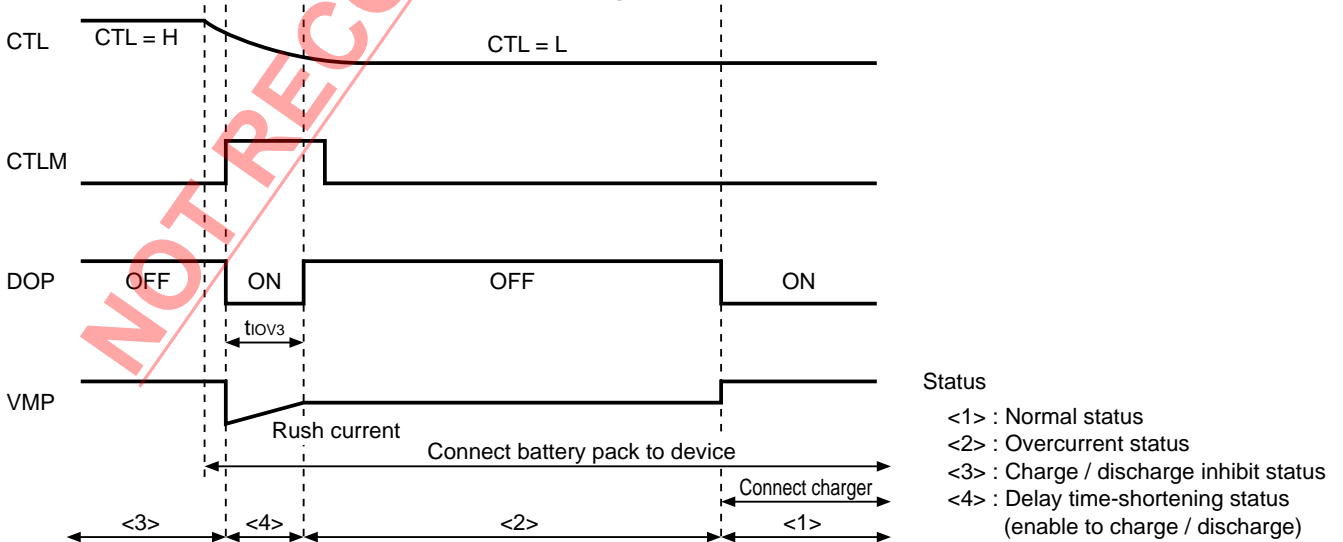 CTL
CTL = H
CTL = L
CTLM
DOP
OFF
ON
OFF
ON
tIOV3
VMP
Rush current
Connect battery pack to device
Connect charger
<3>
<4>
<2>
<1>
Status
<1> : Normal status
<2> : Overcurrent status
<3> : Charge / discharge inhibit status
<4> : Delay time-shortening status
(enable to charge / discharge)
NOT RECO